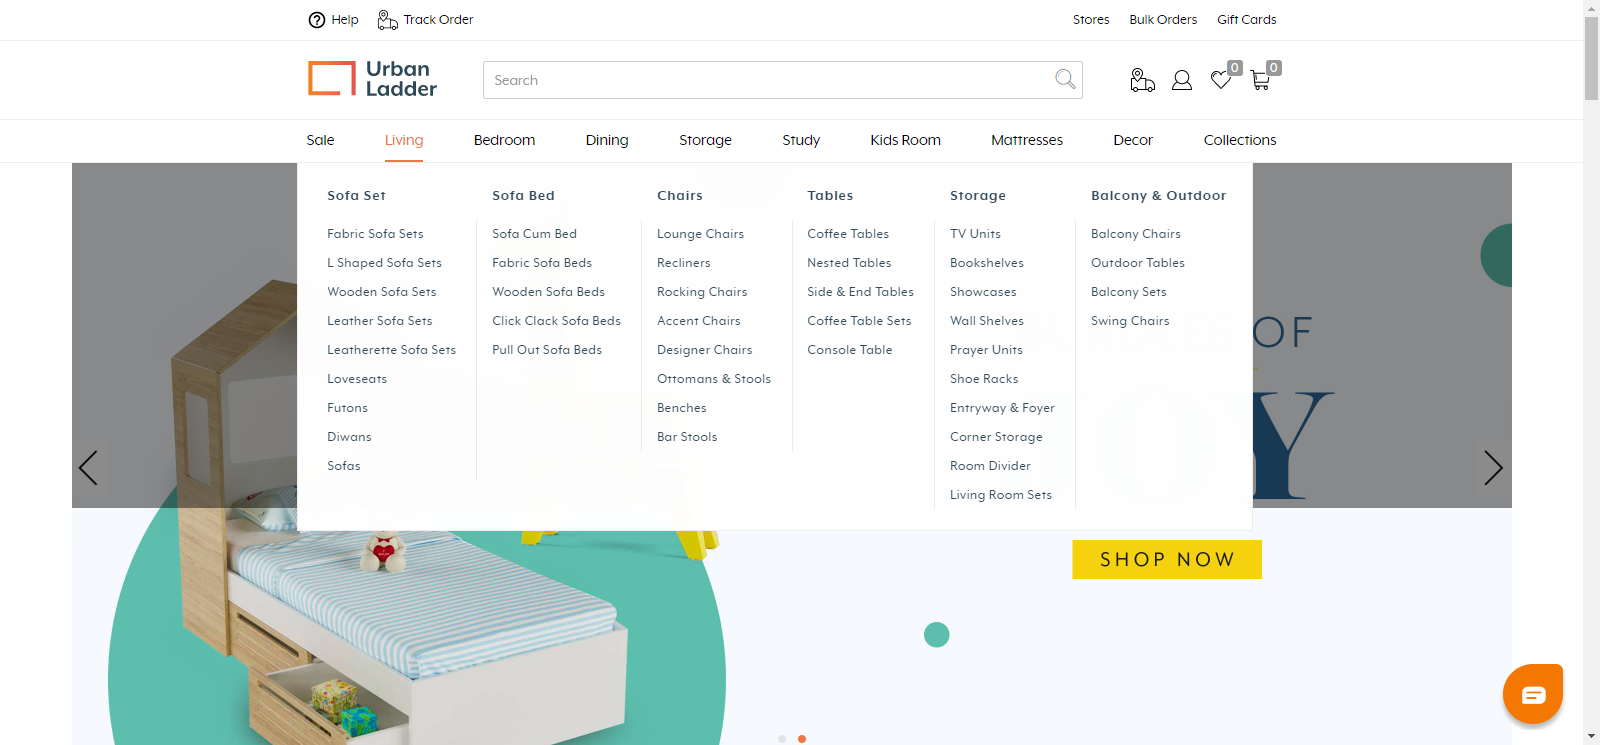 Help
Track Order
Stores
Bulk Orders
Gift Cards
Urban
Ladder
Search
0
0
Sale
Living
Bedroom
Dining
Storage
Study
Kids Room
Mattresses
Decor
Collections
Sofa Set
Fabric Sofa Sets
L Shaped Sofa Sets
Wooden Sofa Sets
Leather Sofa Sets
Leatherette Sofa Sets
Loveseats
Futons
Diwans
Sofas
Sofa Bed
Sofa Cum Bed
Fabric Sofa Beds
Wooden Sofa Beds
Click Clack Sofa Beds
Pull Out Sofa Beds
Chairs
Lounge Chairs
Recliners
Rocking Chairs
Accent Chairs
Designer Chairs
Ottomans & Stools
Benches
Bar Stools
Tables
Coffee Tables
Nested Tables
Side & End Tables
Coffee Table Sets
Console Table
Storage
TV Units
Bookshelves
Showcases
Wall Shelves
Prayer Units
Shoe Racks
Entryway & Foyer
Corner Storage
Room Divider
Living Room Sets
Balcony & Outdoor
Balcony Chairs
Outdoor Tables
Balcony Sets
Swing Chairs
OF
Y
SHOP NOW